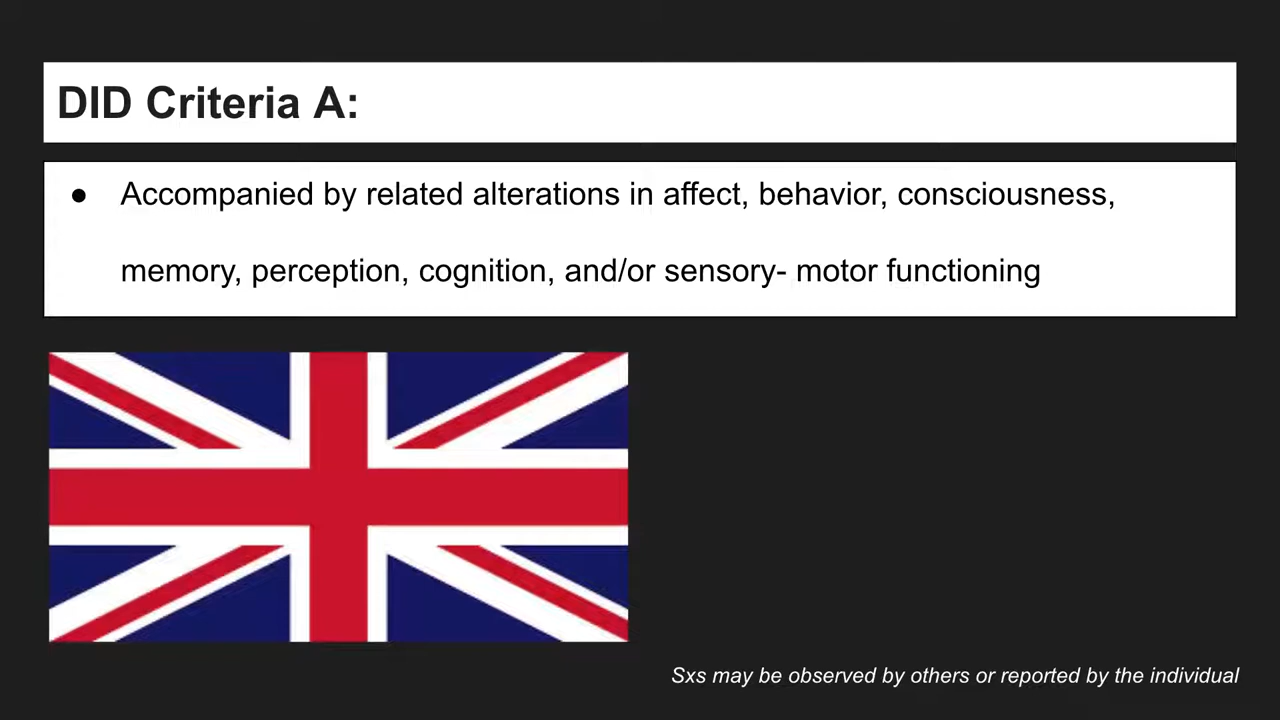 DID Criteria A:
● Accompanied by related alterations in affect, behavior, consciousness,
memory, perception, cognition, and/or sensory- motor functioning
Sxs may be observed by others or reported by the individual